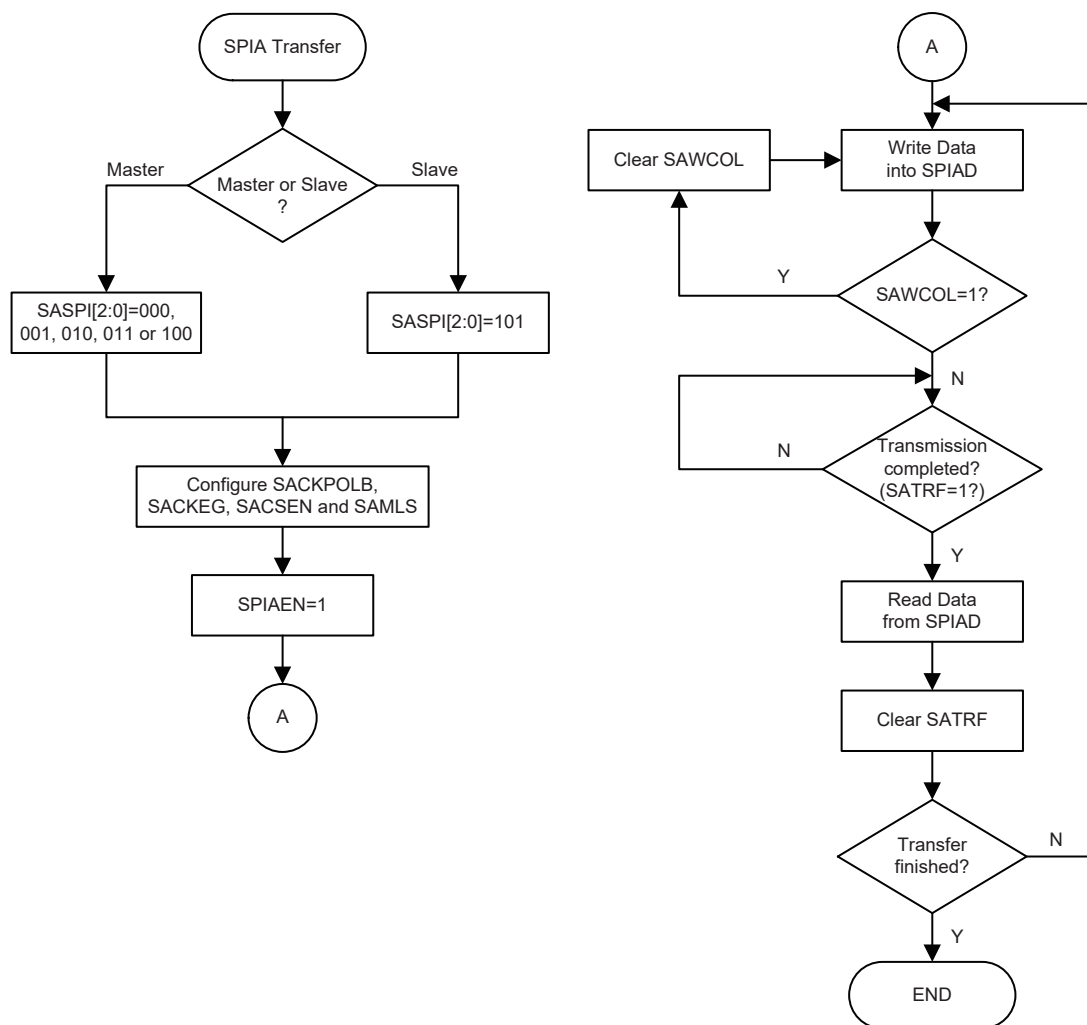 SPIA Transfer
Master or Slave
?
Master
Slave
SASPI[2:0]=000,
001, 010, 011 or 100
SASPI[2:0]=101
Configure SACKPOLB,
SACKEG, SACSEN and SAMLS
SPIAEN=1
A
A
Clear SAWCOL
Write Data
into SPIAD
Y
SAWCOL=1?
N
N
Transmission
completed?
(SATRF=1?)
Y
Read Data
from SPIAD
Clear SATRF
Transfer
finished?
N
Y
END